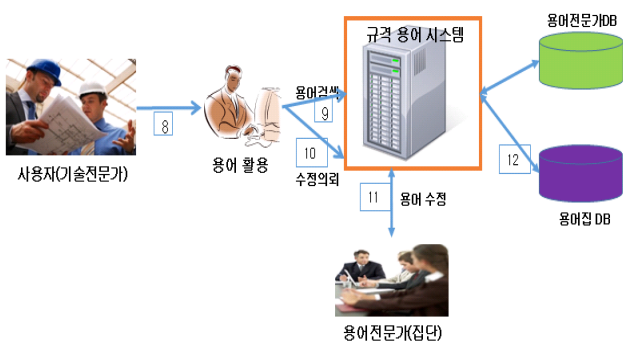 용어전문가DB
규격 용어 시스템
용어검색
8
9
용어 활용
10
12
사용자(기술전문가)
수정의뢰
11
용어 수정
용어집 DB
용어전문가(집단)